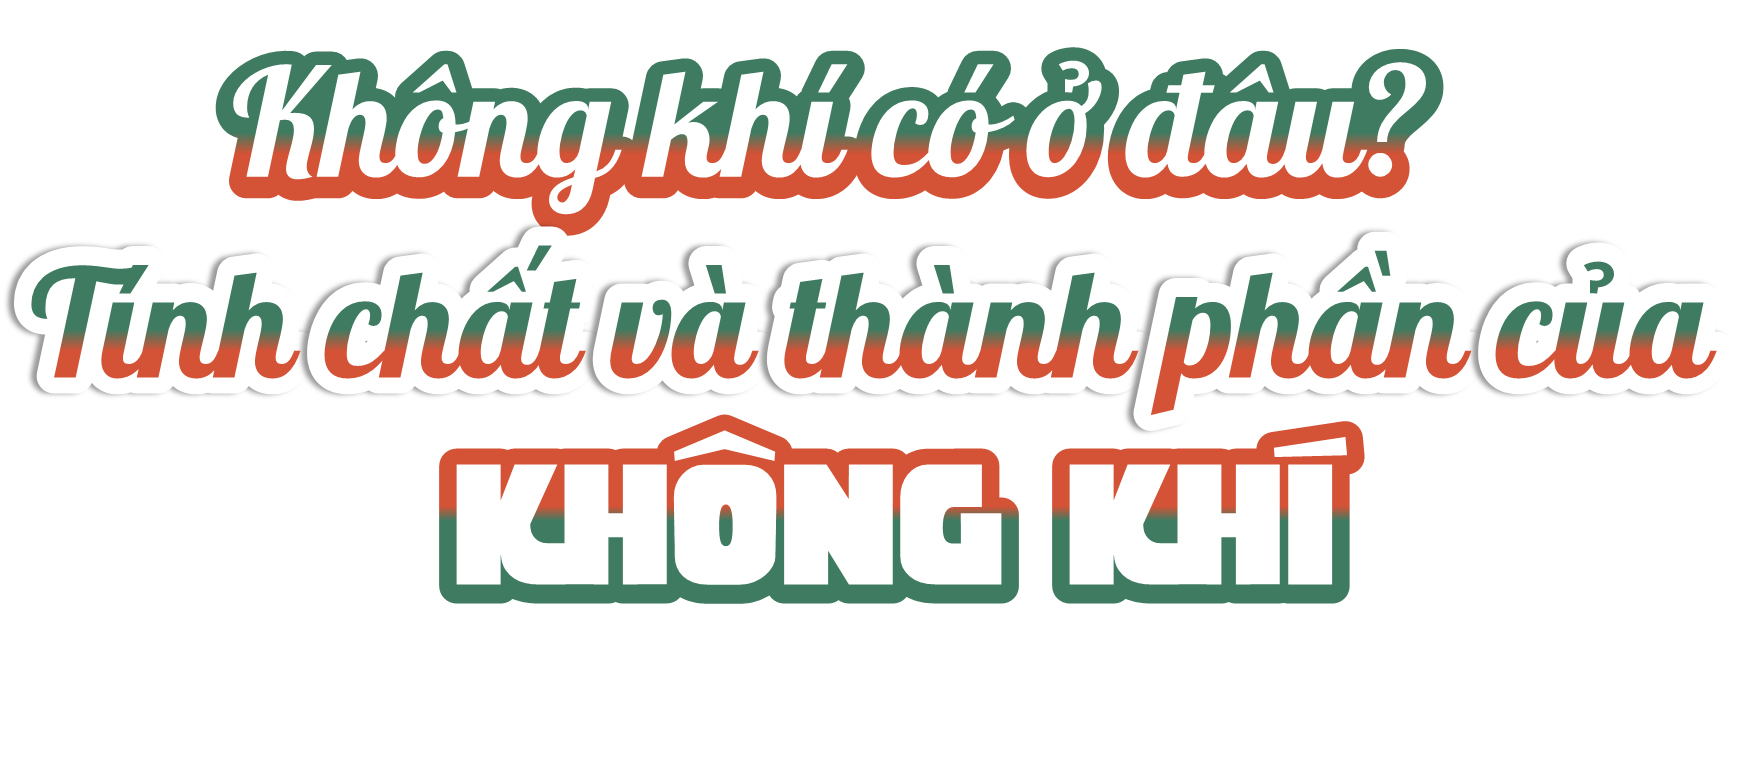 Không khí có ở đâu?
Tính chất và thành phần của
KHÔNG KHÍ